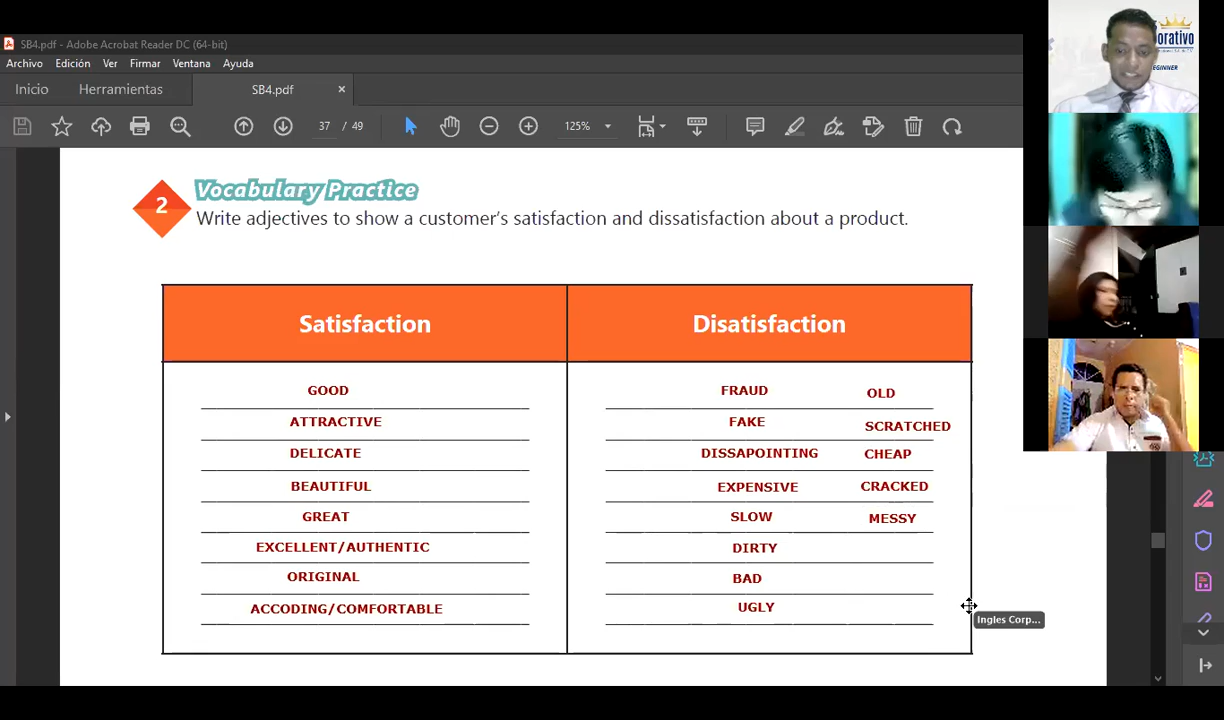 SB4.pdf - Adobe Acrobat Reader DC (64-bit)
Archivo Edición Ver Firmar Ventana Ayuda
Inicio Herramientas SB4.pdf ×
37 / 49 125%
orativo
EGINNER
2 Vocabulary Practice
Write adjectives to show a customer's satisfaction and dissatisfaction about a product.
Satisfaction Disatisfaction
GOOD FRAUD OLD
ATTRACTIVE FAKE SCRATCHED
DELICATE DISSAPOINTING CHEAP
BEAUTIFUL EXPENSIVE CRACKED
GREAT SLOW MESSY
EXCELLENT/AUTHENTIC DIRTY
ORIGINAL BAD
ACCODING/COMFORTABLE UGLY
Ingles Corp...